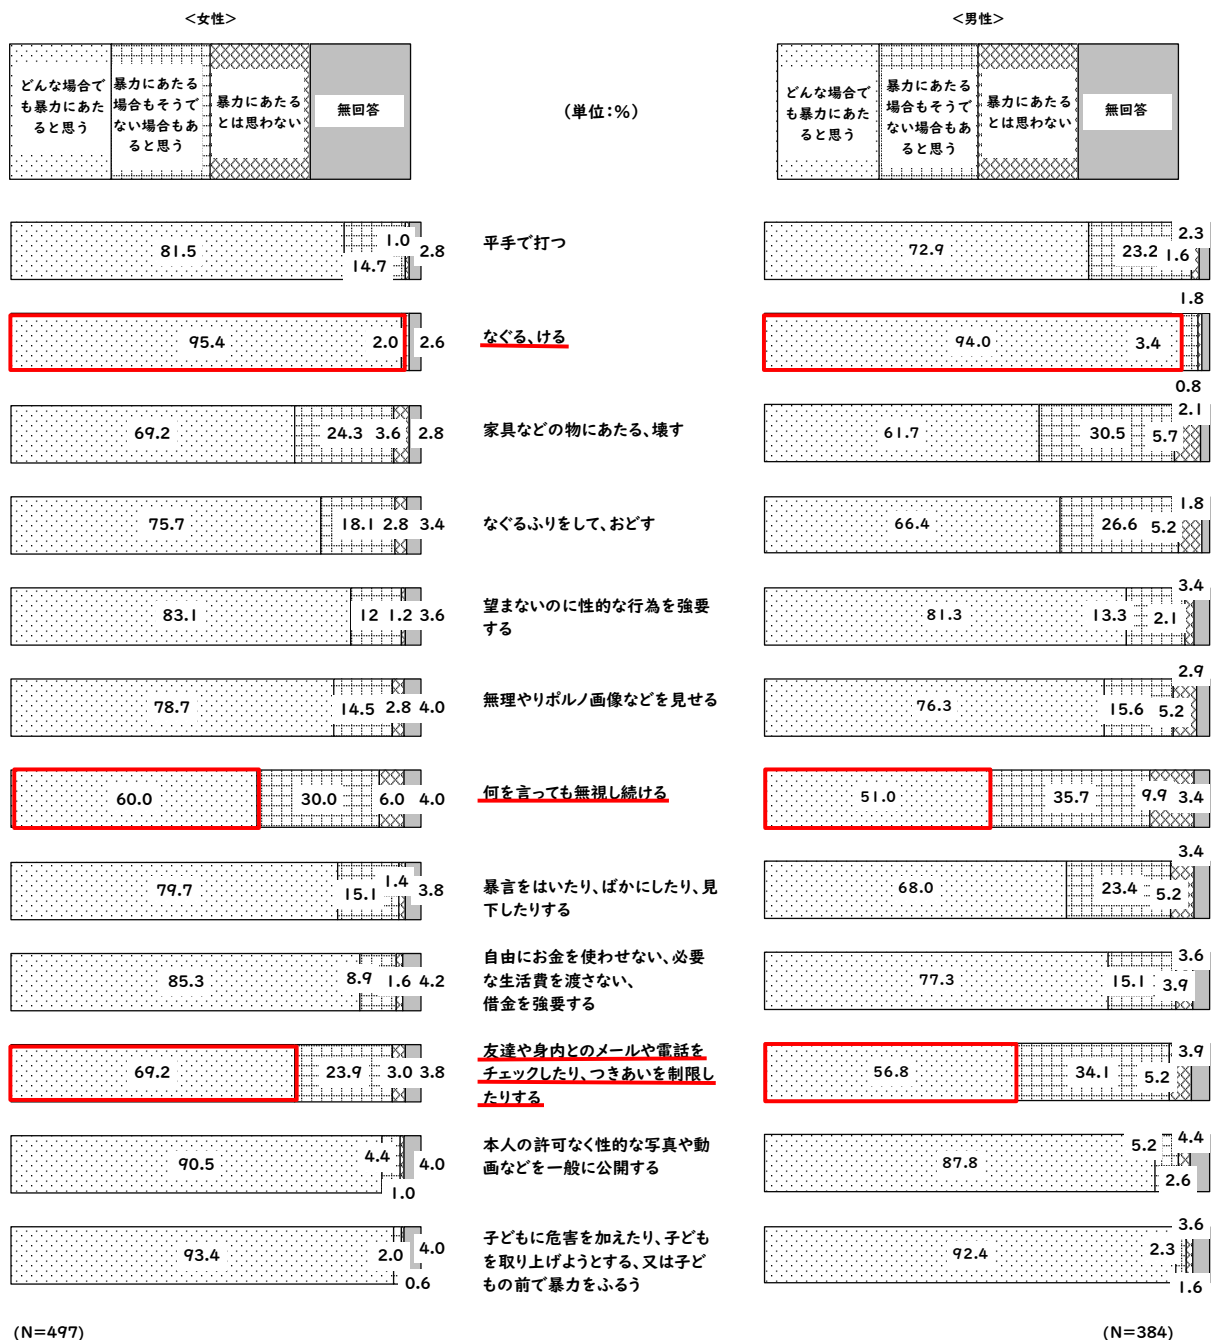 <女性>
<男性>
どんな場合で
も暴力にあた
ると思う
暴力にあたる
場合もそうで
ない場合もあ
ると思う
暴力にあたる
とは思わない
無回答
(単位:%)
どんな場合で
も暴力にあた
ると思う
暴力にあたる
場合もそうで
ない場合もあ
ると思う
暴力にあたる
とは思わない
無回答
81.5
14.7
1.0
2.8
平手で打つ
72.9
23.2
1.6
2.3
95.4
2.0
2.6
なぐる、ける
94.0
3.4
0.8
1.8
69.2
24.3
3.6
2.8
家具などの物にあたる、壊す
61.7
30.5
5.7
2.1
75.7
18.1
2.8
3.4
なぐるふりをして、おどす
66.4
26.6
5.2
1.8
83.1
12
1.2
3.6
望まないのに性的な行為を強要
する
81.3
13.3
2.1
3.4
78.7
14.5
2.8
4.0
無理やりポルノ画像などを見せる
76.3
15.6
5.2
2.9
60.0
30.0
6.0
4.0
何を言っても無視し続ける
51.0
35.7
9.9
3.4
79.7
15.1
1.4
3.8
暴言をはいたり、ばかにしたり、見
下したりする
68.0
23.4
5.2
3.4
85.3
8.9
1.6
4.2
自由にお金を使わせない、必要
な生活費を渡さない、
借金を強要する
77.3
15.1
3.9
3.6
69.2
23.9
3.0
3.8
友達や身内とのメールや電話を
チェックしたり、つきあいを制限し
たりする
56.8
34.1
5.2
3.9
90.5
4.4
1.0
4.0
本人の許可なく性的な写真や動
画などを一般に公開する
87.8
5.2
2.6
4.4
93.4
2.0
0.6
4.0
子どもに危害を加えたり、子ども
を取り上げようとする、又は子ど
もの前で暴力をふるう
92.4
2.3
1.6
3.6
(N=497)
(N=384)